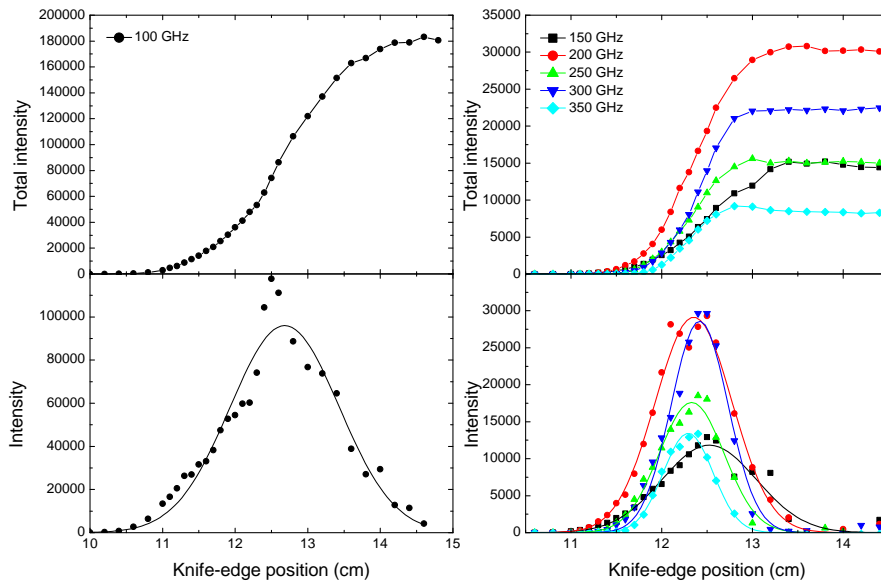 100 GHz
Total intensity
200000
180000
160000
140000
120000
100000
80000
60000
40000
20000
0
150 GHz
200 GHz
250 GHz
300 GHz
350 GHz
Total intensity
35000
30000
25000
20000
15000
10000
5000
0
Intensity
100000
80000
60000
40000
20000
0
10 11 12 13 14 15
Knife-edge position (cm)
Intensity
30000
25000
20000
15000
10000
5000
0
11 12 13 14
Knife-edge position (cm)